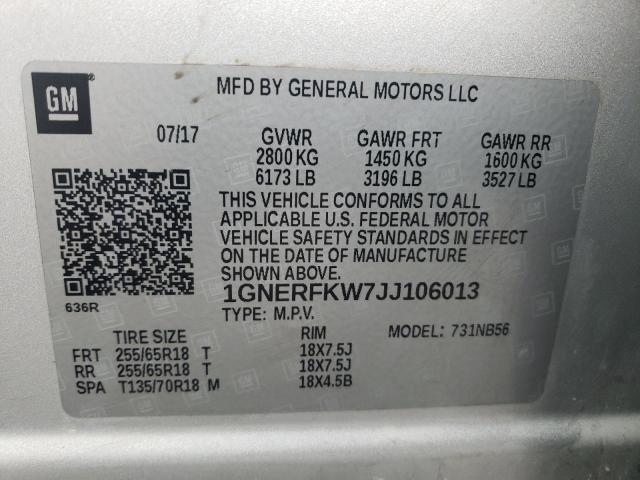 GM
MFD BY GENERAL MOTORS LLC
07/17 GVWR GAWR FRT GAWR RR
2800 KG 1450 KG 1600 KG
6173 LB 3196 LB 3527 LB
THIS VEHICLE CONFORMS TO ALL
APPLICABLE U.S. FEDERAL MOTOR
VEHICLE SAFETY STANDARDS IN EFFECT
ON THE DATE OF MANUFACTURE
SHOWN ABOVE.
636R
1GNERFKW7JJ106013
TYPE: M.P.V. MODEL: 731NB56
TIRE SIZE RIM
FRT 255/65R18 T 18X7.5J
RR 255/65R18 T 18X7.5J
SPA T135/70R18 M 18X4.5B